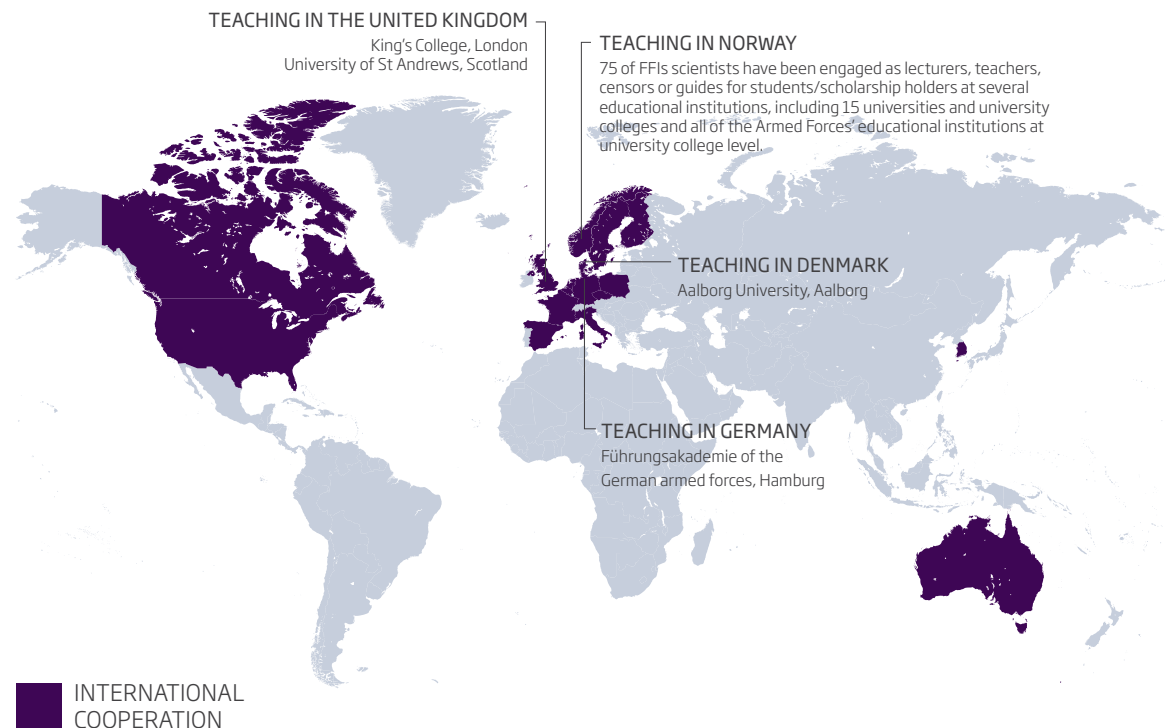 TEACHING IN THE UNITED KINGDOM
King's College, London
University of St Andrews, Scotland
TEACHING IN NORWAY
75 of FFIs scientists have been engaged as lecturers, teachers,
censors or guides for students/scholarship holders at several
educational institutions, including 15 universities and university
colleges and all of the Armed Forces' educational institutions at
university college level.
TEACHING IN DENMARK
Aalborg University, Aalborg
TEACHING IN GERMANY
Führungsakademie of the
German armed forces, Hamburg
INTERNATIONAL
COOPERATION